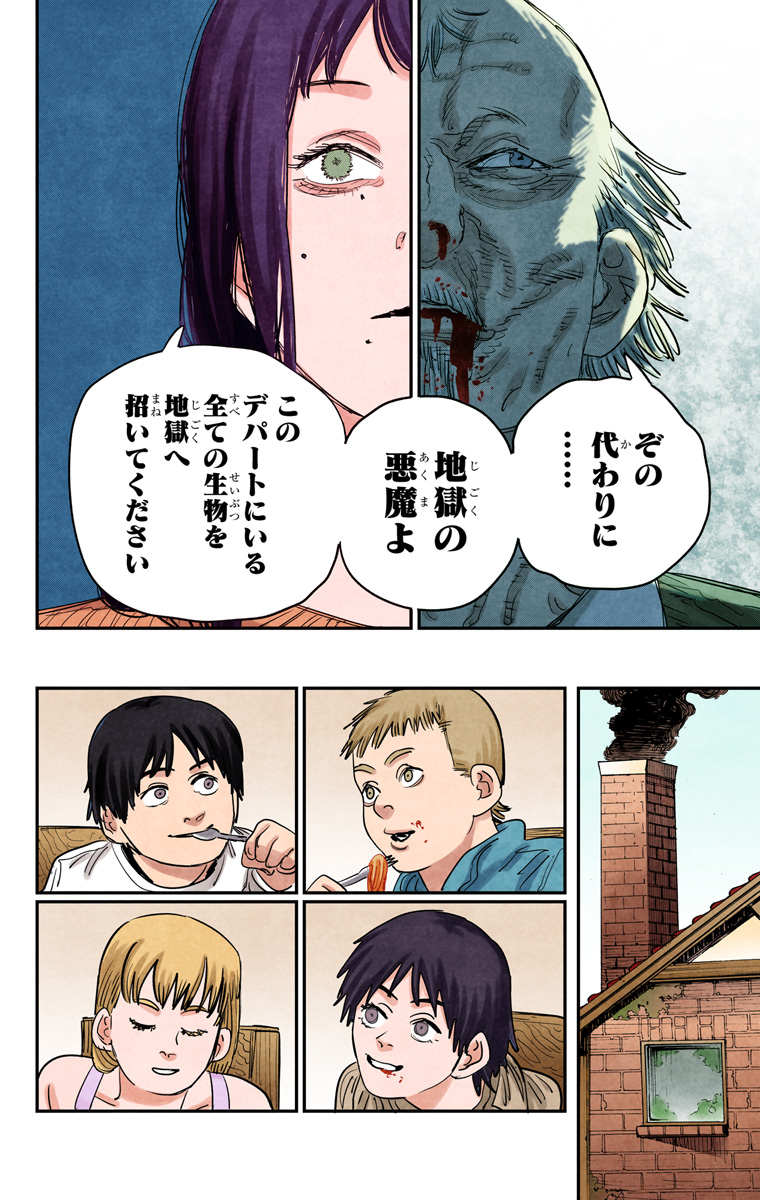 ぞの
代わりに
……
地獄の
悪魔よ
この
デパートにいる
全ての生物を
地獄へ
招いてください